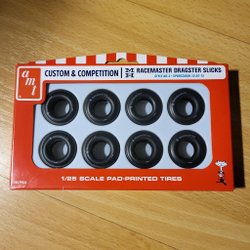 amt
CUSTOM & COMPETITION
RACEMASTER DRAGSTER SLICKS
1/25 SCALE PAD-PRINTED TIRES